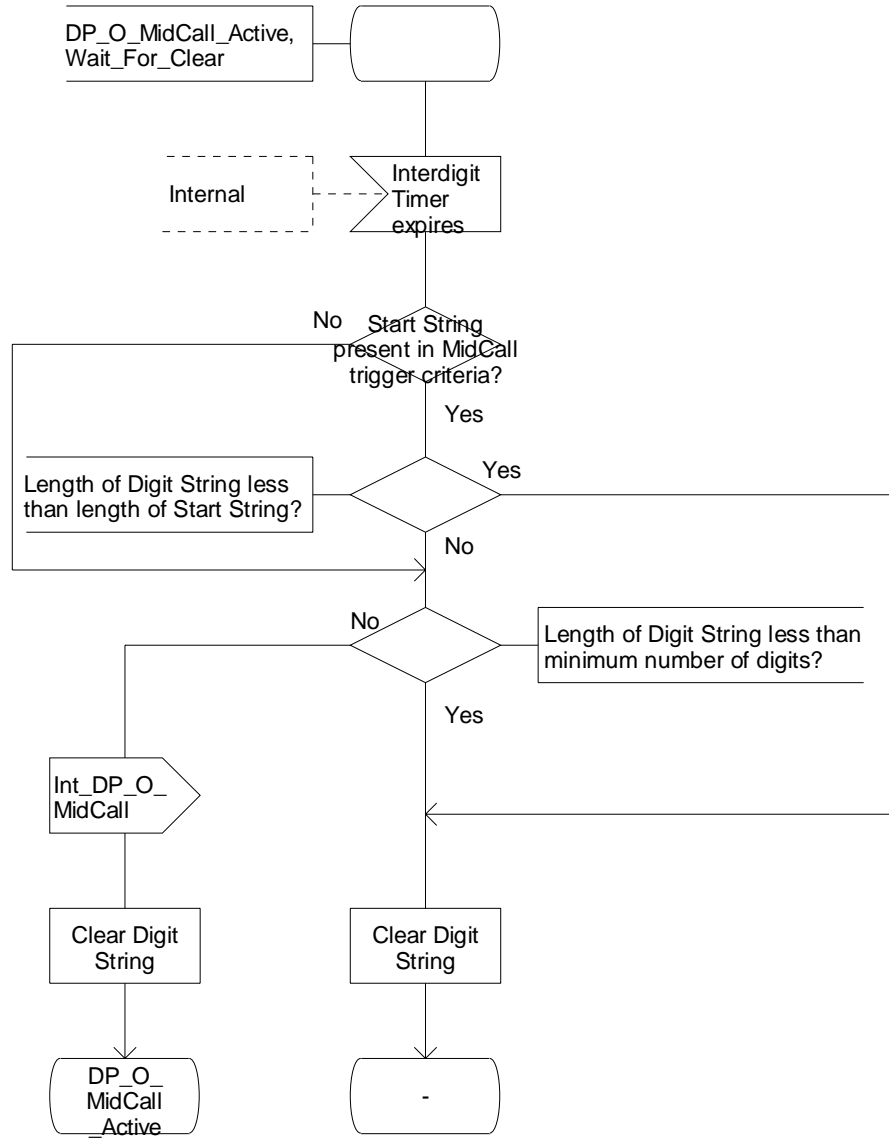 DP_O_MidCall_Active,
Wait_For_Clear
Internal
Interdigit
Timer
expires
No
Start String
present in MidCall
trigger criteria?
Yes
Length of Digit String less
than length of Start String?
Yes
No
No
Length of Digit String less than
minimum number of digits?
Yes
Int_DP_O_
MidCall
Clear Digit
String
Clear Digit
String
DP_O_
MidCall
_Active
-